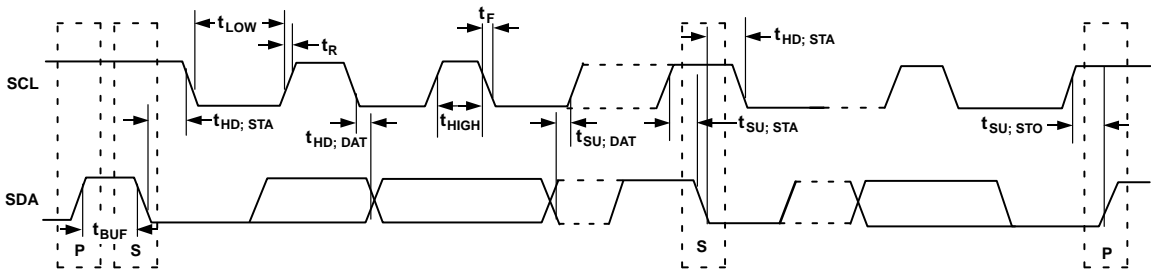 tLOW
tR
tF
tHD; STA
SCL
tHD; STA
tHD; DAT
tHIGH
tSU; DAT
tSU; STA
tSU; STO
SDA
tBUF
P
S
S
P